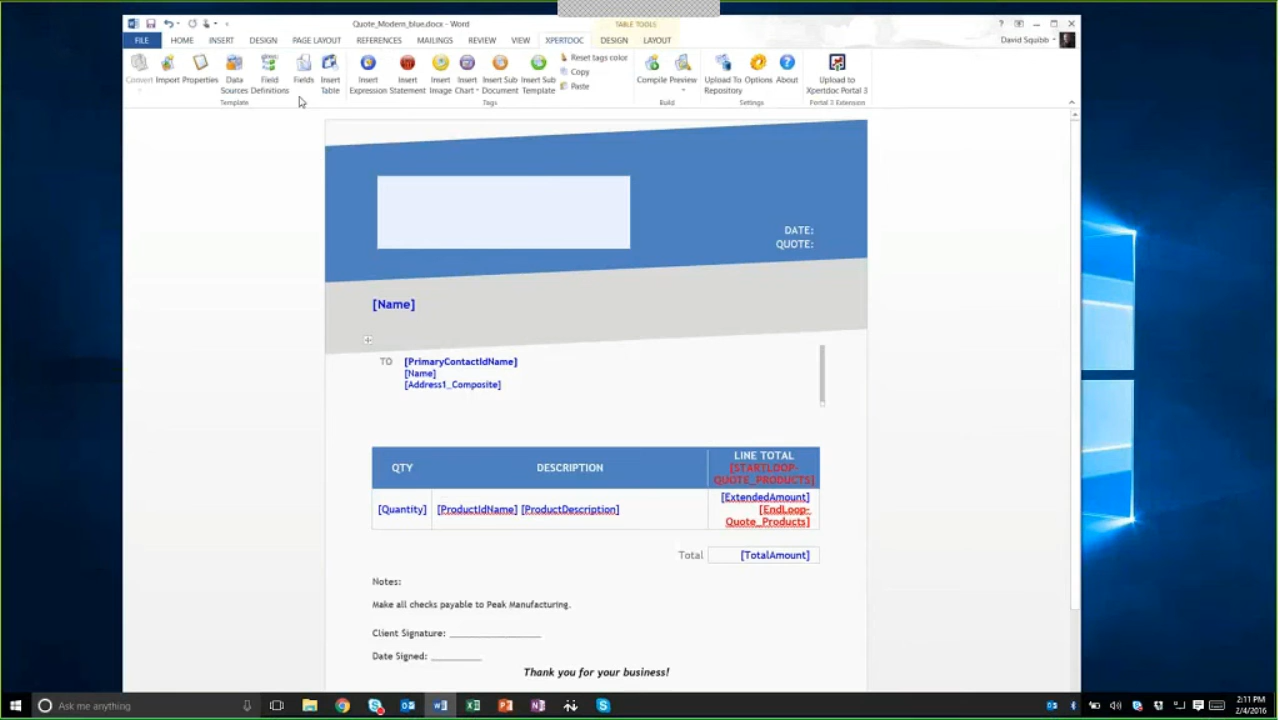 Quote_Modern_blue.docx - Word
TABLE TOOLS
?
FILE HOME INSERT DESIGN PAGE LAYOUT REFERENCES MAILINGS REVIEW VIEW XPERTDOC DESIGN LAYOUT
David Squibb
Convert Import Properties Data Sources Field Definitions Fields Insert Table
Template
Insert Expression Insert Statement Insert Image Insert Chart Insert Sub Document Insert Sub Template
Reset tags color
Copy
Paste
Tags
Compile Preview
Build
Upload To Repository Options About
Settings
Upload to Xpertdoc Portal 3
Portal 3 Extension
DATE:
QUOTE:
[Name]
TO [PrimaryContactIdName]
[Name]
[Address1_Composite]
QTY DESCRIPTION LINE TOTAL
[STARTLOOP-
QUOTE_PRODUCTS]
[Quantity] [ProductIdName] [ProductDescription] [ExtendedAmount]
[EndLoop-
Quote_Products]
Total [TotalAmount]
Notes:
Make all checks payable to Peak Manufacturing.
Client Signature: _______________
Date Signed: ________
Thank you for your business!
Ask me anything
2:11 PM
2/4/2016